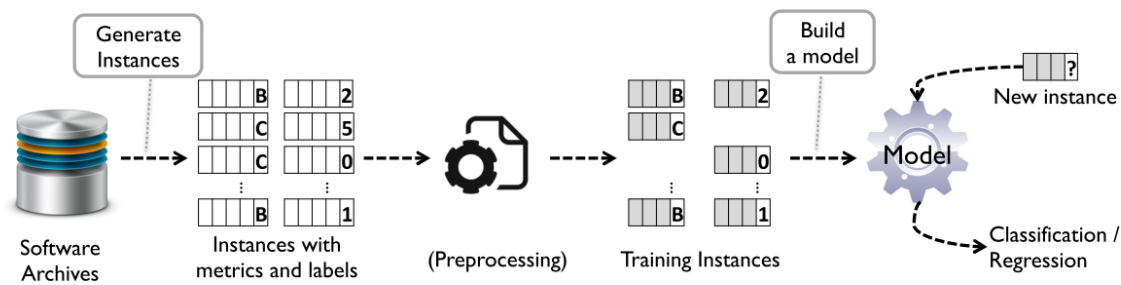 Generate
Instances
Build
a model
B 2
C 5
C 0
B 1
B 2
C
0
B 1
?
New instance
Model
Software
Archives
Instances with
metrics and labels
(Preprocessing)
Training Instances
Classification /
Regression